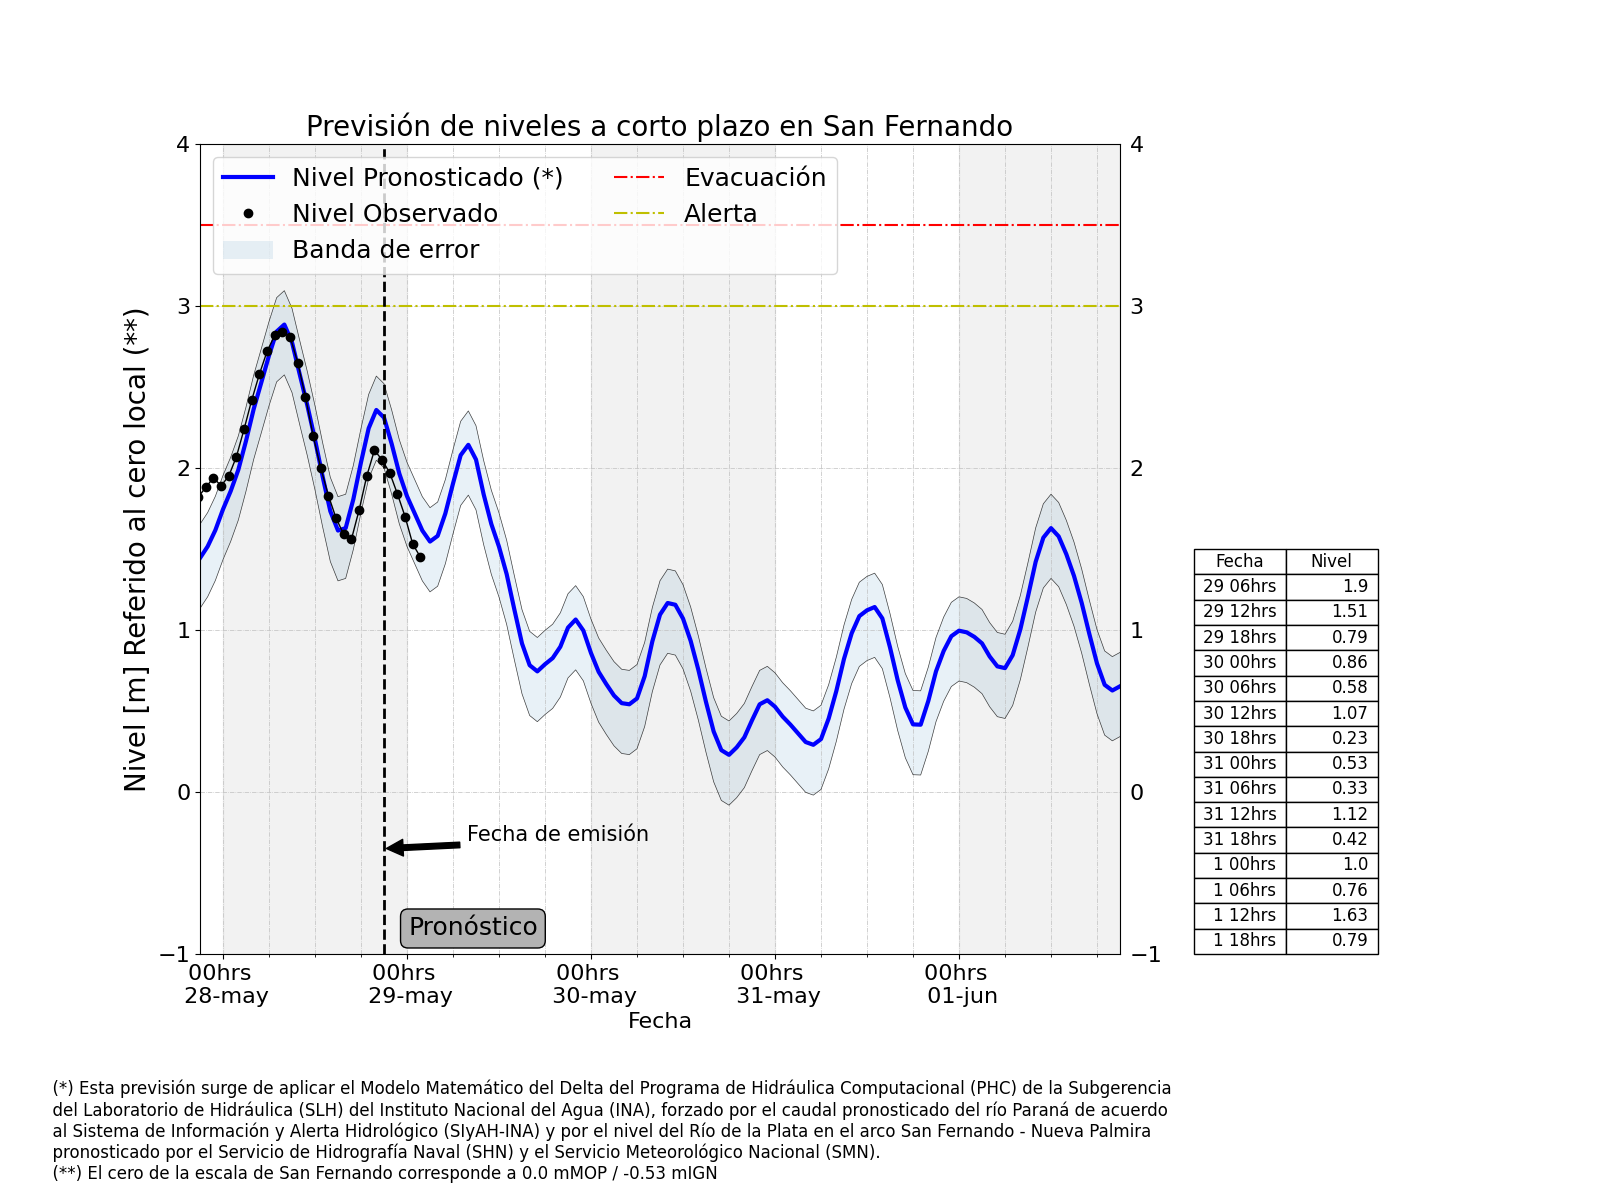 Previsión de niveles a corto plazo en San Fernando
Nivel Pronosticado (*)
Nivel Observado
Banda de error
Evacuación
Alerta
4
3
2
1
0
−1
4
3
2
1
0
−1
Nivel [m] Referido al cero local (**)
Fecha de emisión
Pronóstico
00hrs
28-may
00hrs
29-may
00hrs
30-may
00hrs
31-may
00hrs
01-jun
Fecha
Fecha Nivel
29 06hrs 1.9
29 12hrs 1.51
29 18hrs 0.79
30 00hrs 0.86
30 06hrs 0.58
30 12hrs 1.07
30 18hrs 0.23
31 00hrs 0.53
31 06hrs 0.33
31 12hrs 1.12
31 18hrs 0.42
1 00hrs 1.0
1 06hrs 0.76
1 12hrs 1.63
1 18hrs 0.79
(*) Esta previsión surge de aplicar el Modelo Matemático del Delta del Programa de Hidráulica Computacional (PHC) de la Subgerencia
del Laboratorio de Hidráulica (SLH) del Instituto Nacional del Agua (INA), forzado por el caudal pronosticado del río Paraná de acuerdo
al Sistema de Información y Alerta Hidrológico (SIyAH-INA) y por el nivel del Río de la Plata en el arco San Fernando - Nueva Palmira
pronosticado por el Servicio de Hidrografía Naval (SHN) y el Servicio Meteorológico Nacional (SMN).
(**) El cero de la escala de San Fernando corresponde a 0.0 mMOP / -0.53 mIGN